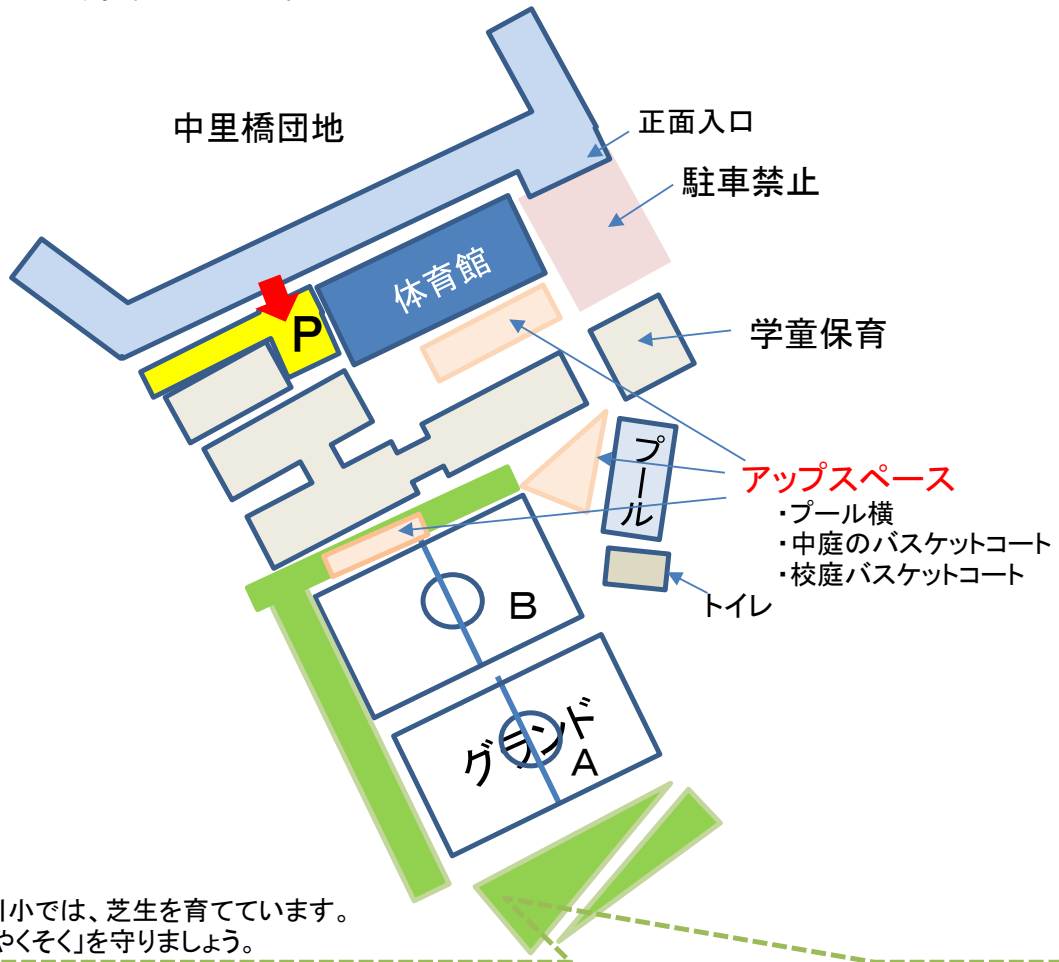 中里橋団地
正面入口
駐車禁止
体育館
P
学童保育
プール
アップスペース
・プール横
・中庭のバスケットコート
・校庭バスケットコート
トイレ
B
グランド
A
小では、芝生を育てています。
やくそく」を守りましょう。